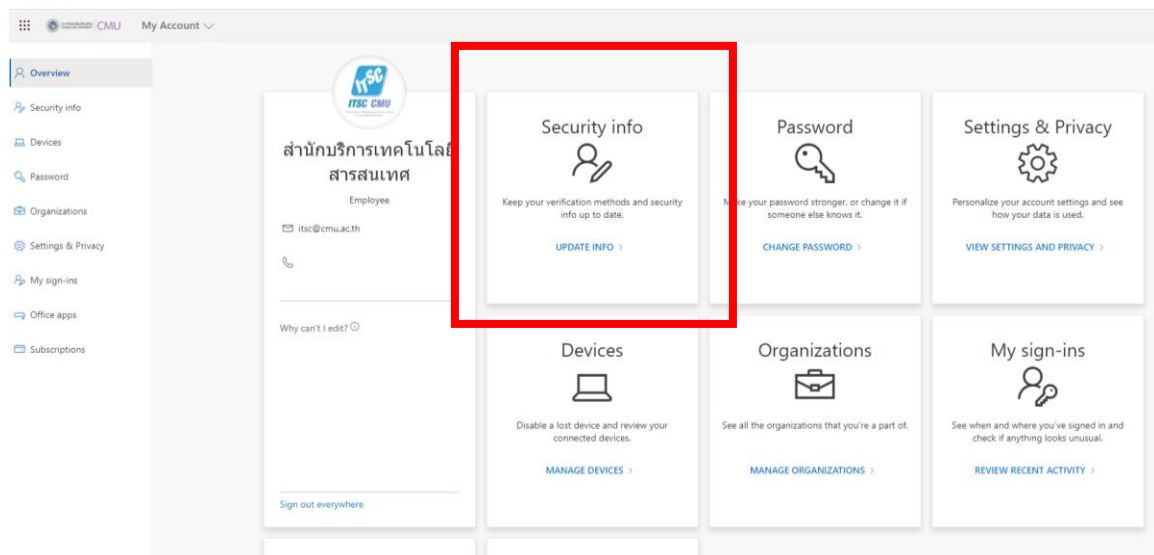 CMU My Account
Overview
Security info
Devices
Password
Organizations
Settings & Privacy
My sign-ins
Office apps
Subscriptions
ITSC
ITSC CMU
สำนักบริการเทคโนโลยี
สารสนเทศ
Employee
itsc@cmu.ac.th
Why can't I edit?
Sign out everywhere
Security info
Keep your verification methods and security
info up to date.
UPDATE INFO >
Password
your password stronger, or change it if
someone else knows it.
CHANGE PASSWORD >
Settings & Privacy
Personalize your account settings and see
how your data is used.
VIEW SETTINGS AND PRIVACY >
Devices
Disable a lost device and review your
connected devices.
MANAGE DEVICES >
Organizations
See all the organizations that you're a part of.
MANAGE ORGANIZATIONS >
My sign-ins
See when and where you've signed in and
check if anything looks unusual.
REVIEW RECENT ACTIVITY >